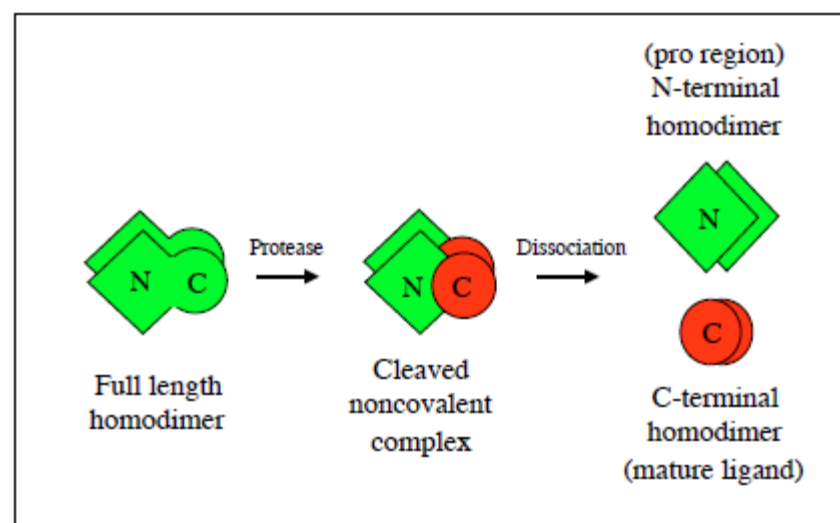 (pro region)
N-terminal
homodimer
N
N
C
Protease
N
C
Dissociation
C
Full length
homodimer
Cleaved
noncovalent
complex
C-terminal
homodimer
(mature ligand)